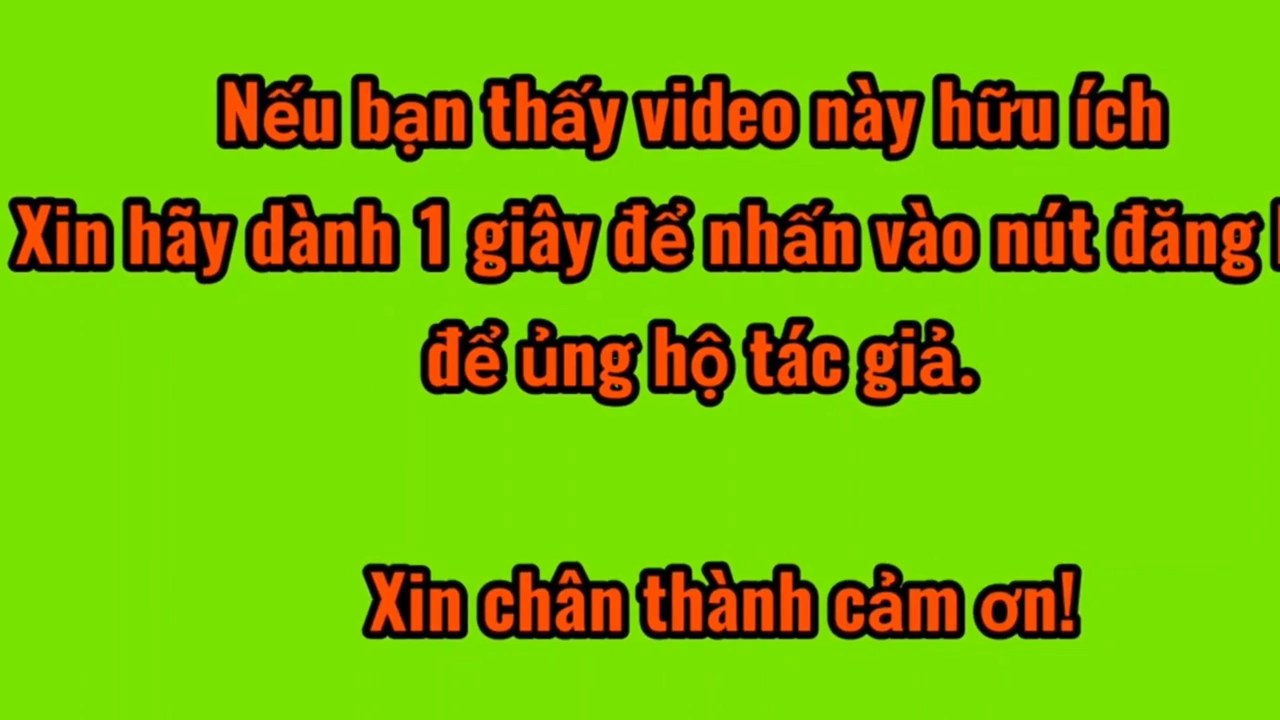 Nếu bạn thấy video này hữu ích
Xin hãy dành 1 giây để nhấn vào nút đăng
để ủng hộ tác giả.
Xin chân thành cảm ơn!